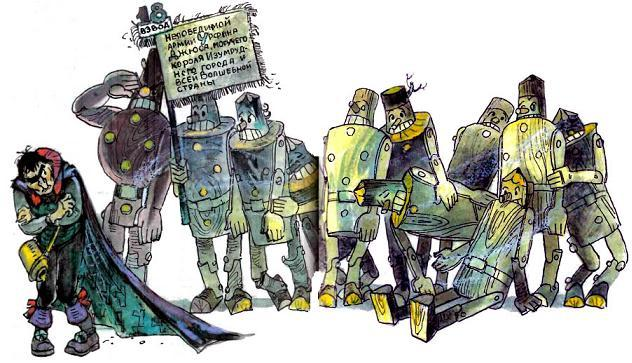 18
ВЗВОД
НЕПОБЕДИМОЙ
АРМИИ УРФИНА
ДЖЮСА, МОГУЧЕГО
КОРОЛЯ ИЗУМРУД-
НОГО ГОРОДА И
ВСЕЙ ВОЛШЕБНОЙ
СТРАНЫ